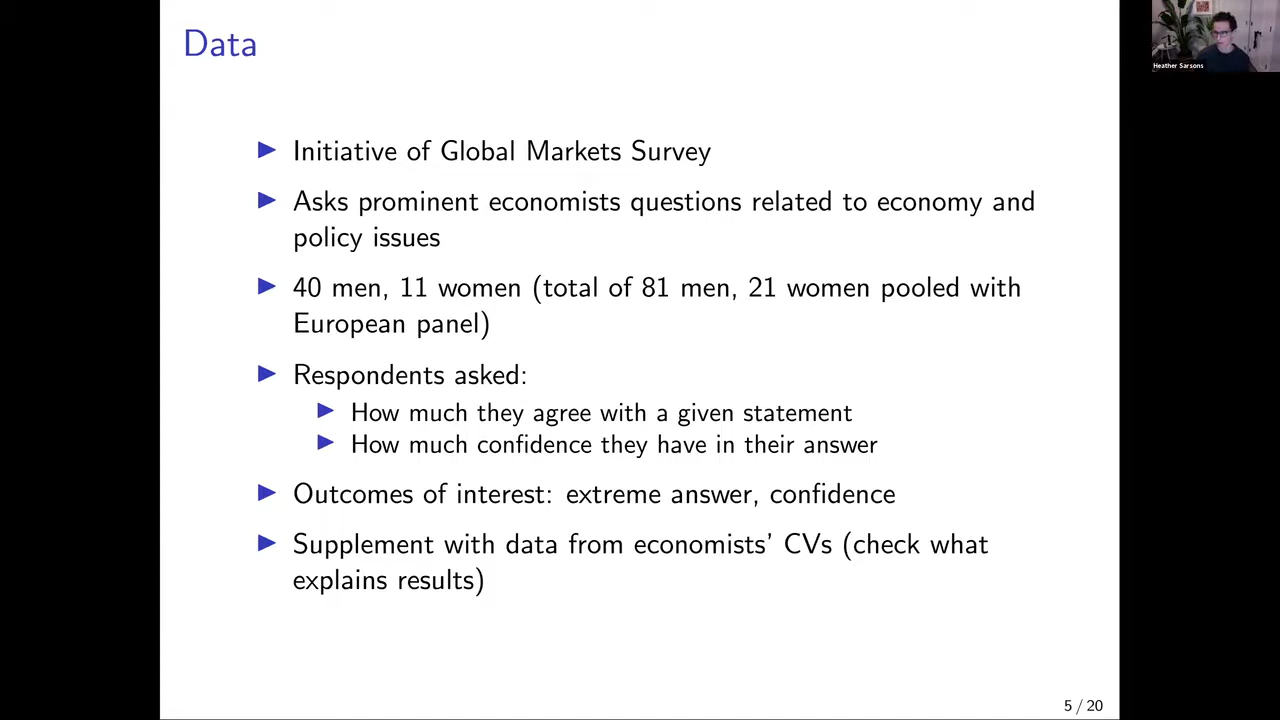 Data
Heather Sarsons
▶ Initiative of Global Markets Survey
▶ Asks prominent economists questions related to economy and
policy issues
▶ 40 men, 11 women (total of 81 men, 21 women pooled with
European panel)
▶ Respondents asked:
▶ How much they agree with a given statement
▶ How much confidence they have in their answer
▶ Outcomes of interest: extreme answer, confidence
▶ Supplement with data from economists' CVs (check what
explains results)
5 / 20